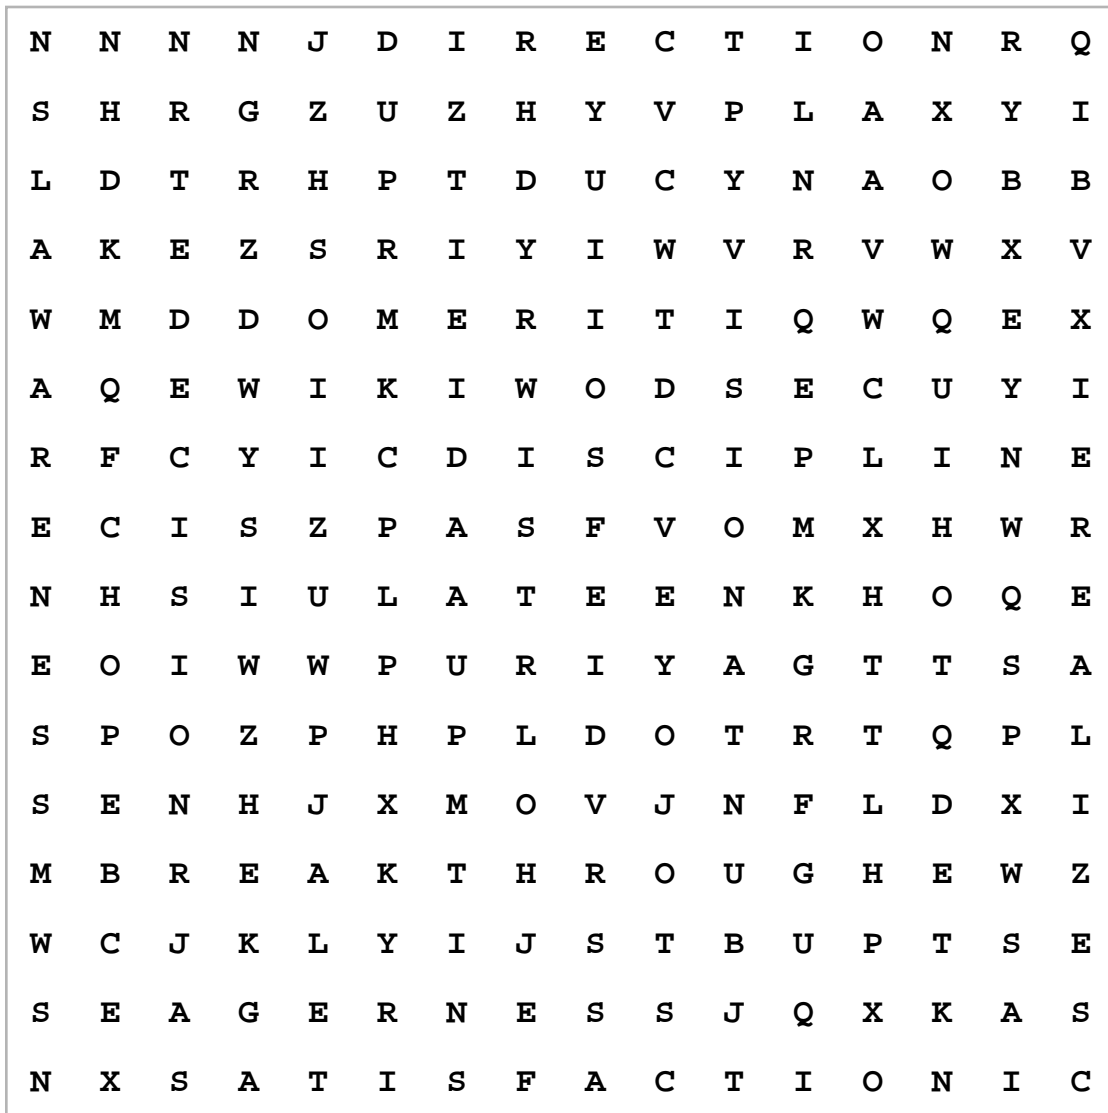 N N N N J D I R E C T I O N R Q
S H R G Z U Z H Y V P L A X Y I
L D T R H P T D U C Y N A O B B
A K E Z S R I Y I W V R V W X V
W M D D O M E R I T I Q W Q E X
A Q E W I K I W O D S E C U Y I
R F C Y I C D I S C I P L I N E
E C I S Z P A S F V O M X H W R
N H S I U L A T E E N K H O Q E
E O I W W P U R I Y A G T T S A
S P O Z P H P L D O T R T Q P L
S E N H J X M O V J N F L D X I
M B R E A K T H R O U G H E W Z
W C J K L Y I J S T B U P T S E
S E A G E R N E S S J Q X K A S
N X S A T I S F A C T I O N I C